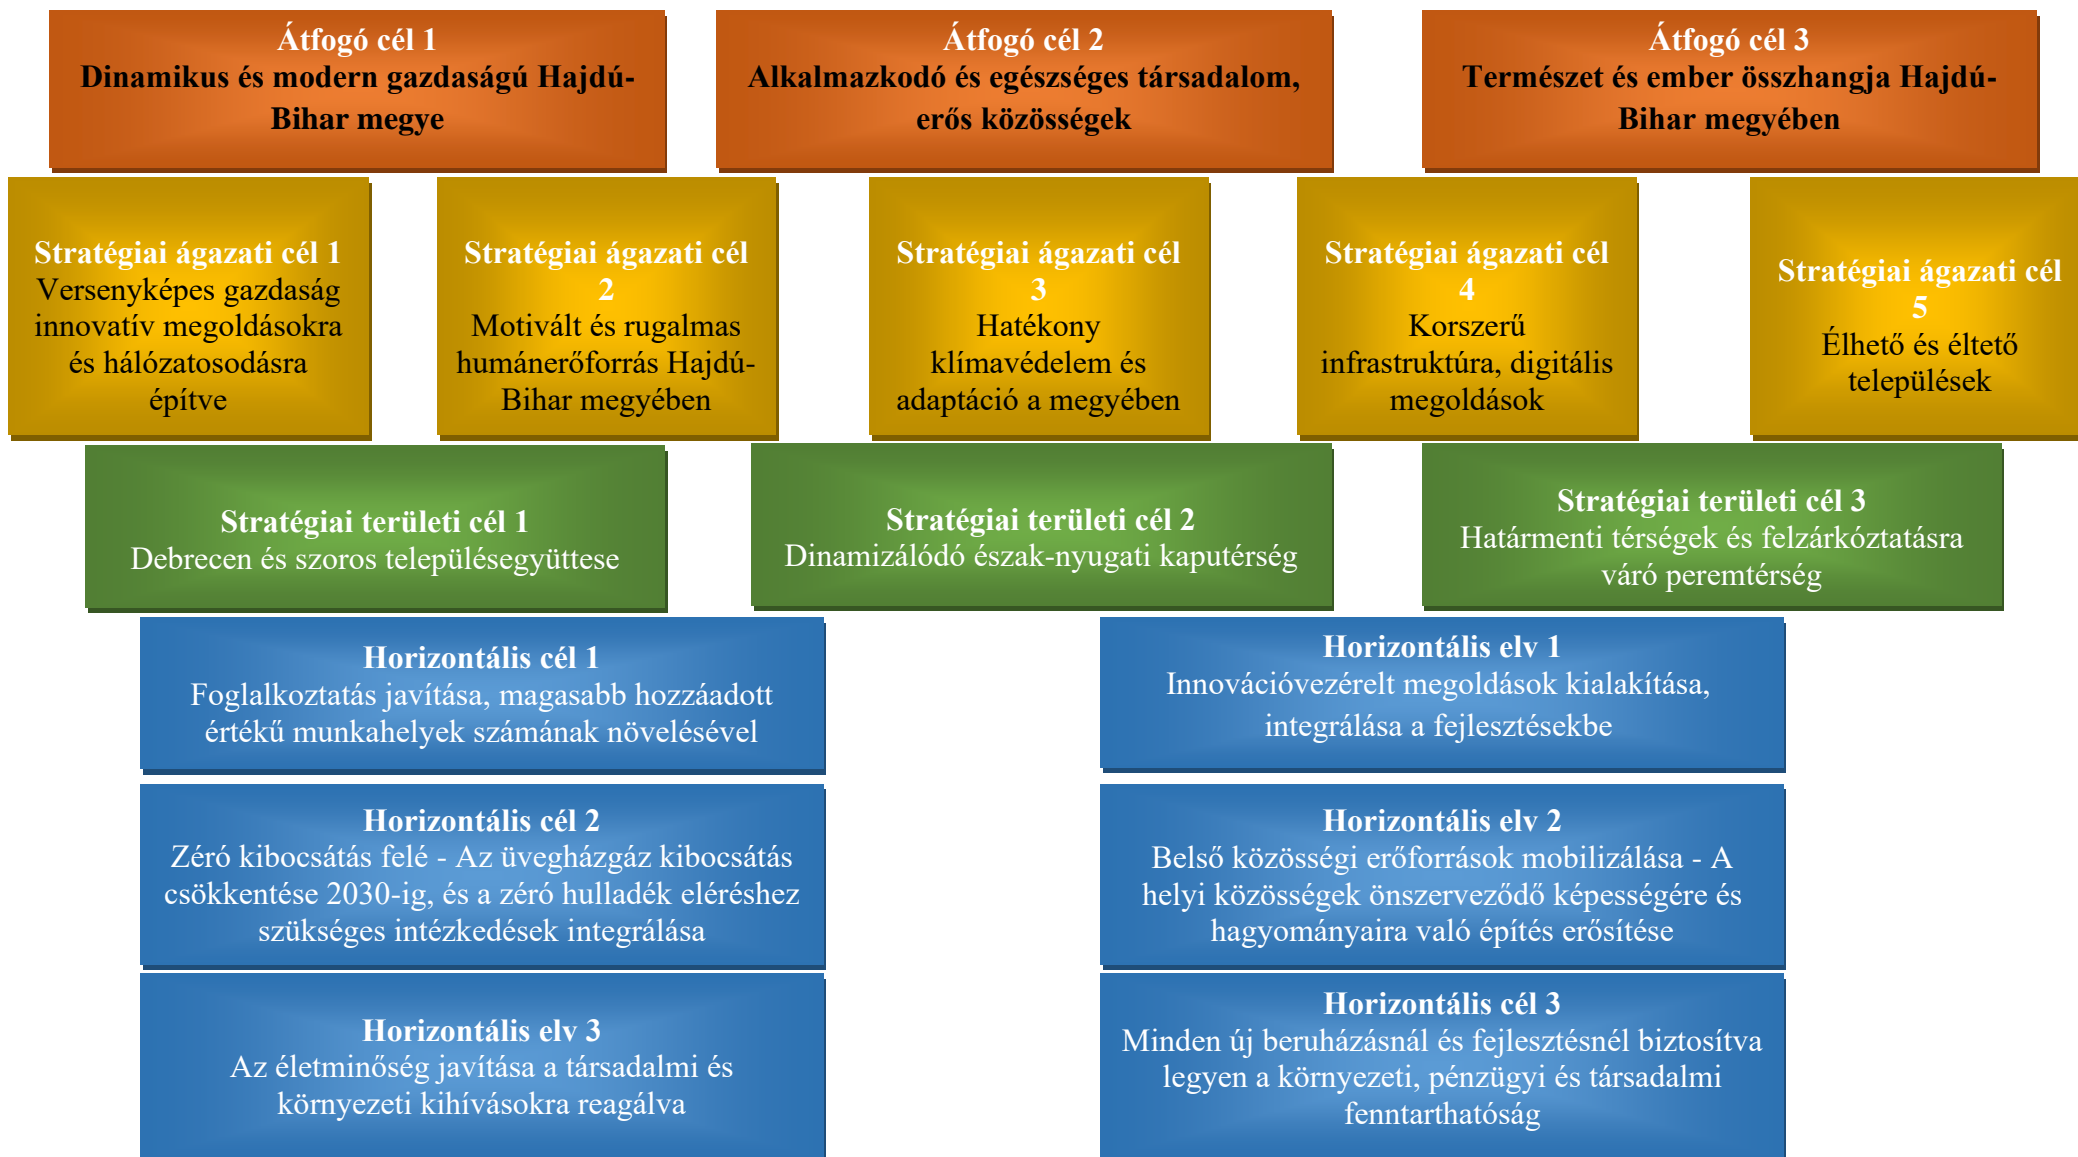 Átfogó cél 1
Dinamikus és modern gazdaságú Hajdú-
Bihar megye
Átfogó cél 2
Alkalmazkodó és egészséges társadalom,
erős közösségek
Átfogó cél 3
Természet és ember összhangja Hajdú-
Bihar megyében
Stratégiai ágazati cél 1
Versenyképes gazdaság
innovatív megoldásokra
és hálózatosodásra
építve
Stratégiai ágazati cél
2
Motivált és rugalmas
humánerőforrás Hajdú-
Bihar megyében
Stratégiai ágazati cél
3
Hatékony
klímavédelem és
adaptáció a megyében
Stratégiai ágazati cél
4
Korszerű
infrastruktúra, digitális
megoldások
Stratégiai ágazati cél
5
Élhető és éltető
települések
Stratégiai területi cél 1
Debrecen és szoros településegyüttese
Stratégiai területi cél 2
Dinamizálódó észak-nyugati kaputérség
Stratégiai területi cél 3
Határmenti térségek és felzárkóztatásra
váró peremtérség
Horizontális cél 1
Foglalkoztatás javítása, magasabb hozzáadott
értékű munkahelyek számának növelésével
Horizontális elv 1
Innovációvezérelt megoldások kialakítása,
integrálása a fejlesztésekbe
Horizontális cél 2
Zéró kibocsátás felé - Az üvegházgáz kibocsátás
csökkentése 2030-ig, és a zéró hulladék eléréshez
szükséges intézkedések integrálása
Horizontális elv 2
Belső közösségi erőforrások mobilizálása - A
helyi közösségek önszerveződő képességére és
hagyományaira való építés erősítése
Horizontális elv 3
Az életminőség javítása a társadalmi és
környezeti kihívásokra reagálva
Horizontális cél 3
Minden új beruházásnál és fejlesztésnél biztosítva
legyen a környezeti, pénzügyi és társadalmi
fenntarthatóság